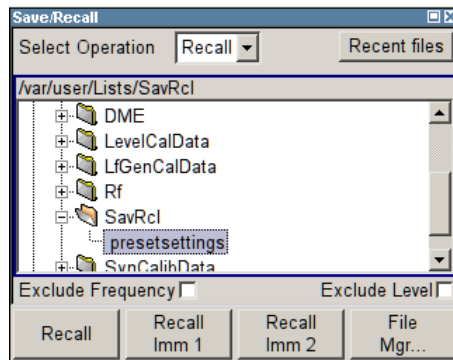 Save/Recall
Select Operation Recall Recent files
/var/user/Lists/SavRcl
DME
LevelCalData
LfGenCalData
Rf
SavRcl
presetsettings
SynCalibData
Exclude Frequency Exclude Level
Recall Recall Imm 1 Recall Imm 2 File Mgr...